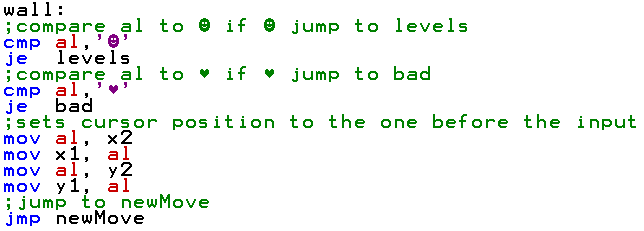 wall:
;compare al to ☻ if ☻ jump to levels
cmp al,'☻'
je  levels
;compare al to ♥ if ♥ jump to bad
cmp al,'♥'
je  bad
;sets cursor position to the one before the input
mov al, x2
mov x1, al
mov al, y2
mov y1, al
;jump to newMove
jmp newMove